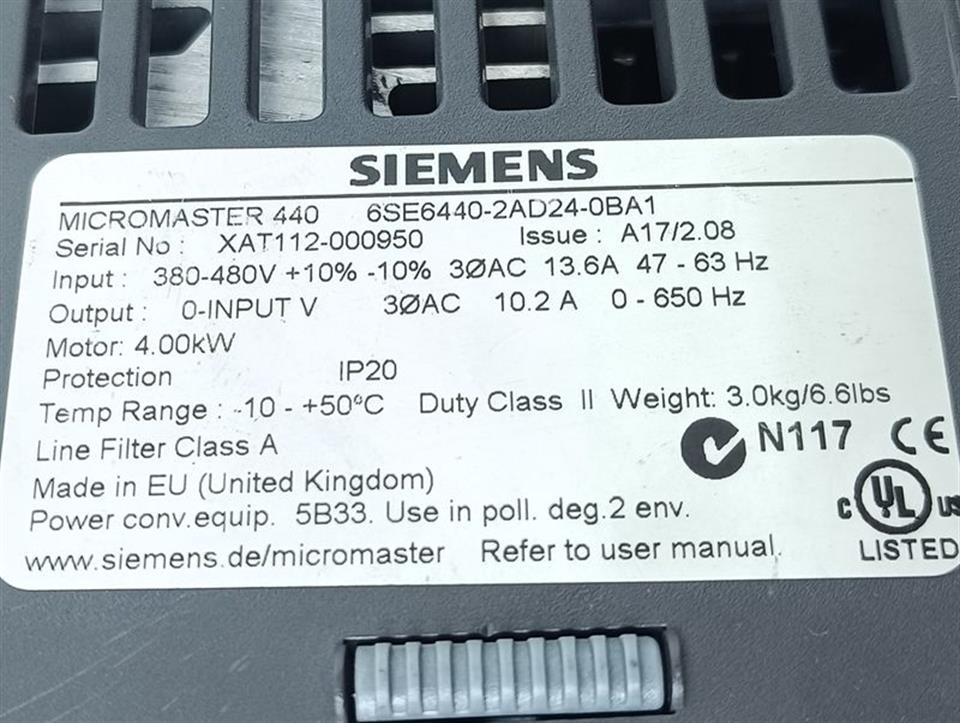 SIEMENS
MICROMASTER 440 6SE6440-2AD24-0BA1
Serial No : XAT112-000950 Issue : A17/2.08
Input : 380-480V +10% -10% 3ØAC 13.6A 47 - 63 Hz
Output : 0-INPUT V 3ØAC 10.2 A 0 - 650 Hz
Motor: 4.00kW
Protection IP20
Temp Range : -10 - +50°C Duty Class II Weight: 3.0kg/6.6lbs
Line Filter Class A
N117 CE
Made in EU (United Kingdom)
C UL US
Power conv.equip. 5B33. Use in poll. deg.2 env.
www.siemens.de/micromaster Refer to user manual.
LISTED